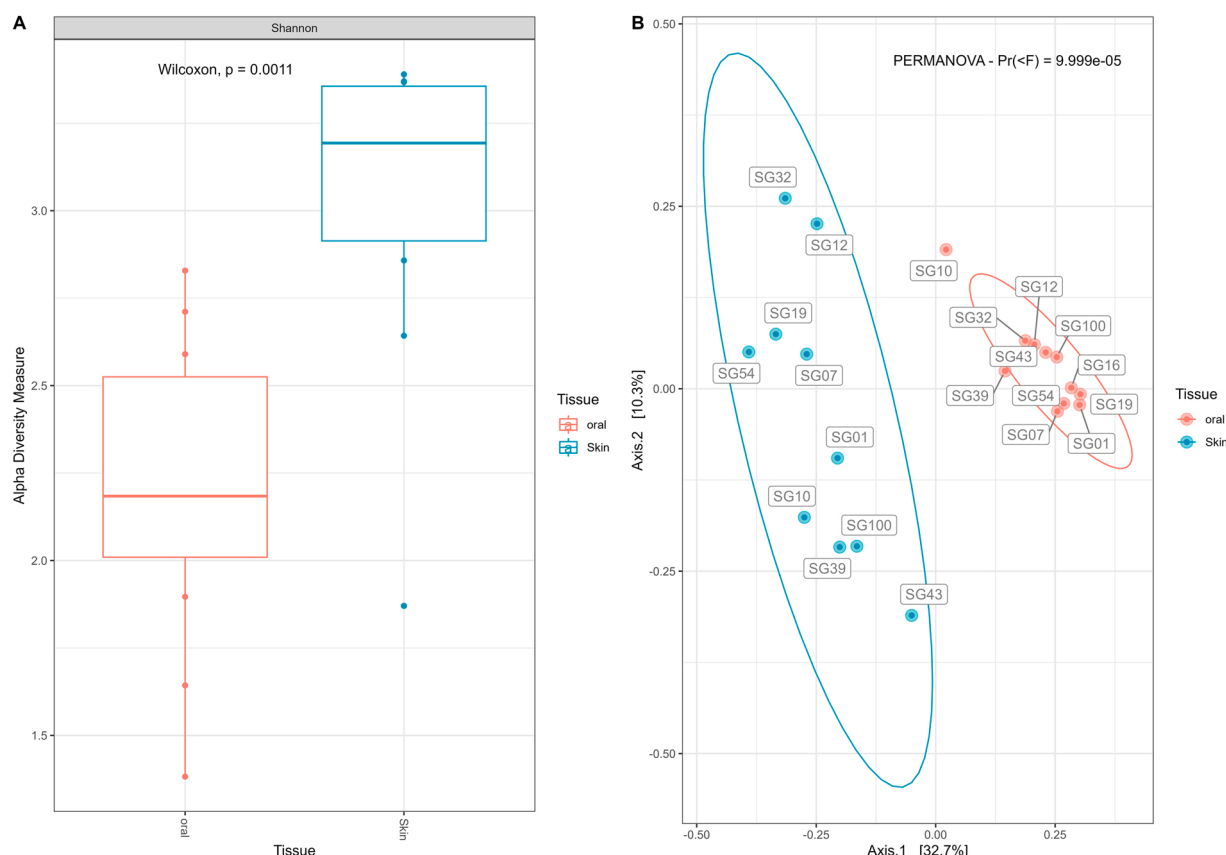 A
Shannon
Wilcoxon, p = 0.0011
Alpha Diversity Measure
3.0
2.5
2.0
1.5
oral
Skin
Tissue
Tissue
a oral
a Skin
B
PERMANOVA - Pr(<F) = 9.999e-05
Axis.2 [10.3%]
0.50
0.25
0.00
-0.25
-0.50
SG32
SG12
SG10
SG12
SG32
SG19
SG100
SG43
SG16
SG54
SG07
SG39
SG54
SG19
SG07
SG01
SG01
SG10
SG100
SG39
SG43
-0.50
-0.25
0.00
0.25
Axis.1 [32.7%]
Tissue
oral
Skin